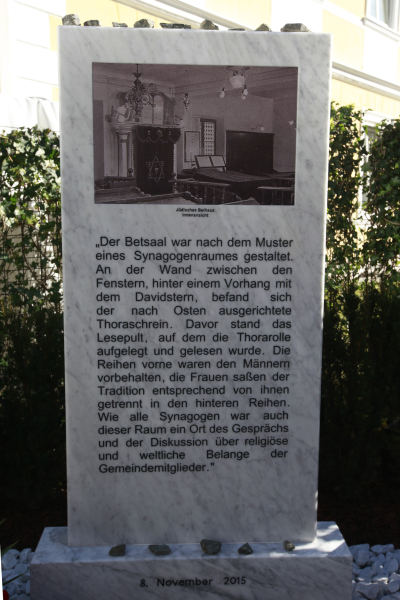 Jüdisches Bethaus
Innenansicht
„Der Betsaal war nach dem Muster
eines Synagogenraumes gestaltet.
An der Wand zwischen den
Fenstern, hinter einem Vorhang mit
dem Davidstern, befand sich
der nach Osten ausgerichtete
Thoraschrein. Davor stand das
Lesepult, auf dem die Thorarolle
aufgelegt und gelesen wurde. Die
Reihen vorne waren den Männern
vorbehalten, die Frauen saßen der
Tradition entsprechend von ihnen
getrennt in den hinteren Reihen.
Wie alle Synagogen war auch
dieser Raum ein Ort des Gesprächs
und der Diskussion über religiöse
und weltliche Belange der
Gemeindemitglieder."
8. November 2015